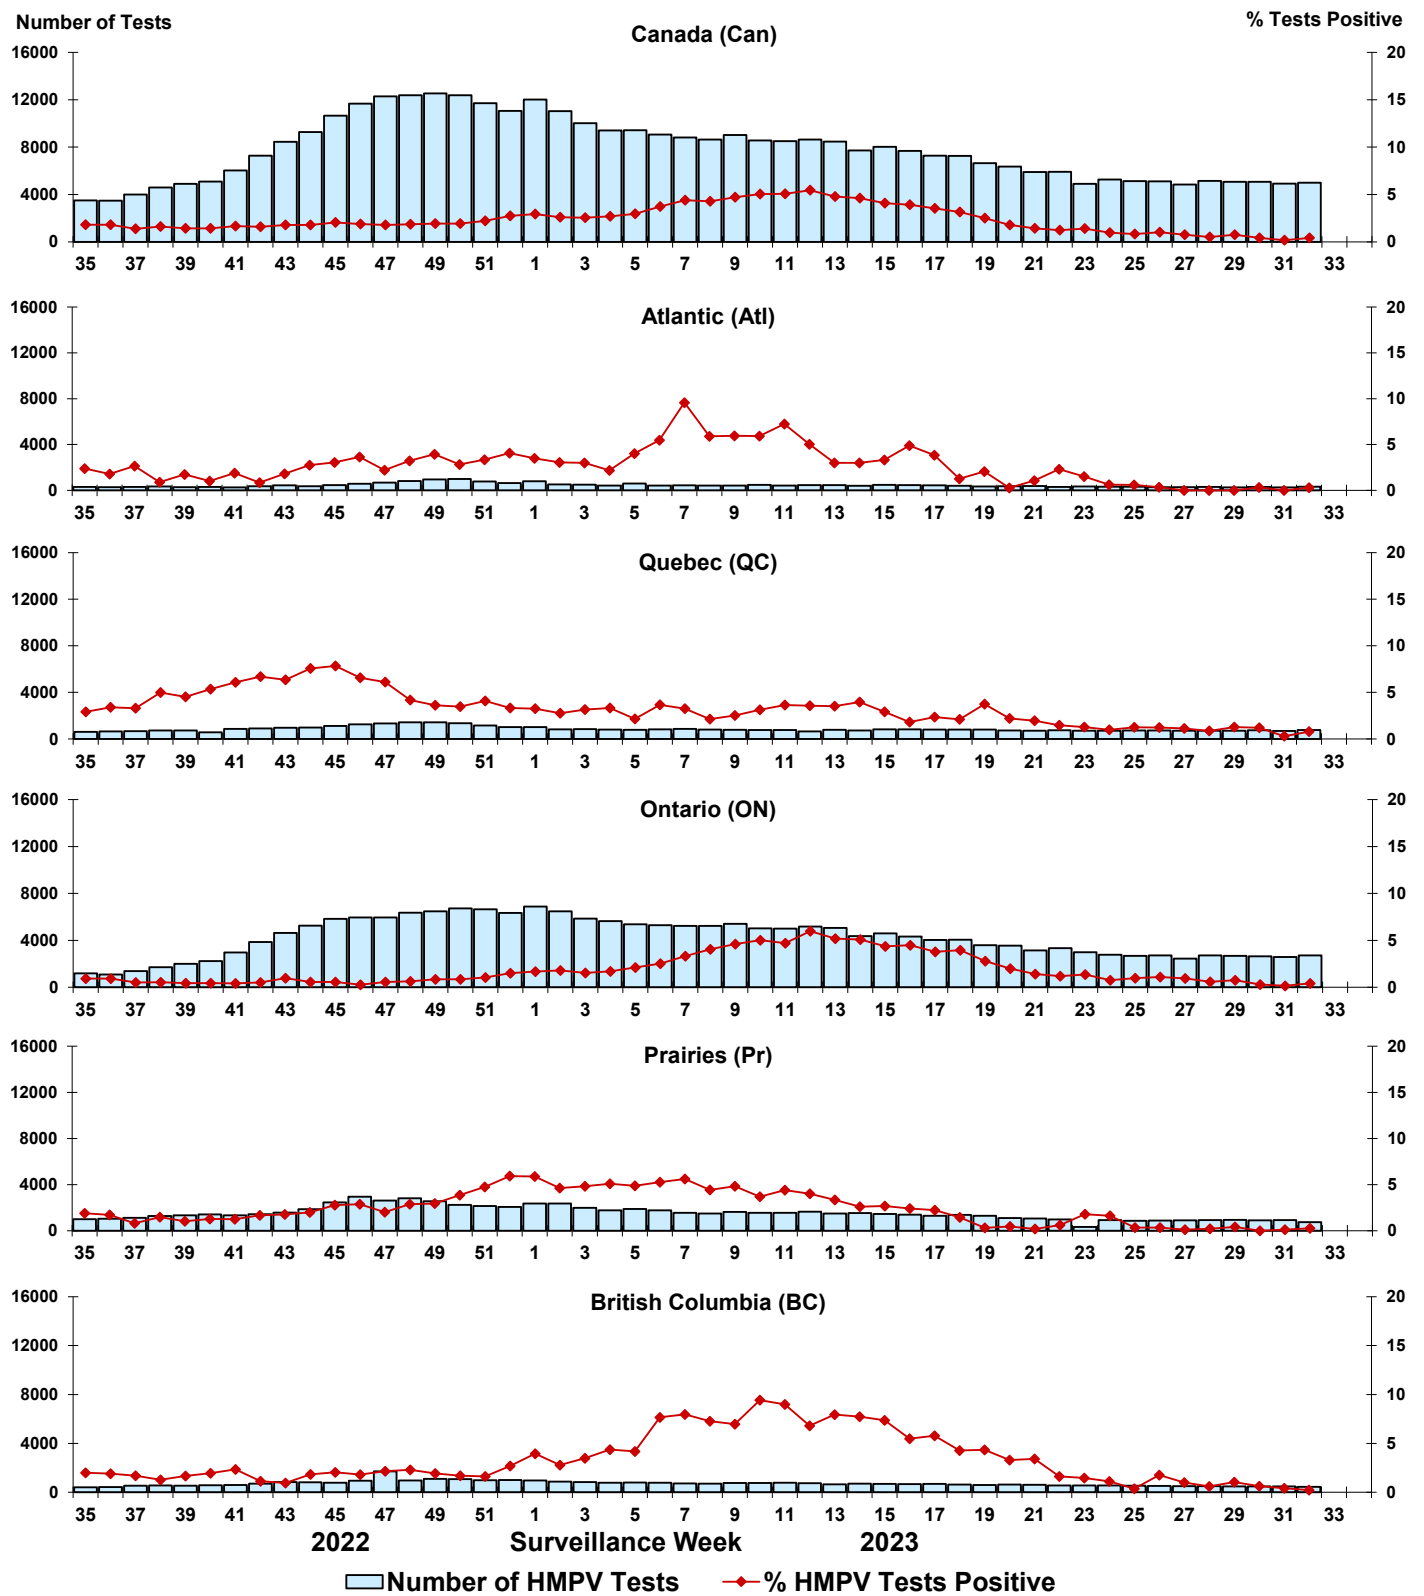 Number of Tests
% Tests Positive
Canada (Can)
16000 20
12000 15
8000 10
4000 5
0 0
35 37 39 41 43 45 47 49 51 1 3 5 7 9 11 13 15 17 19 21 23 25 27 29 31 33
Atlantic (Atl)
16000 20
12000 15
8000 10
4000 5
0 0
35 37 39 41 43 45 47 49 51 1 3 5 7 9 11 13 15 17 19 21 23 25 27 29 31 33
Quebec (QC)
16000 20
12000 15
8000 10
4000 5
0 0
35 37 39 41 43 45 47 49 51 1 3 5 7 9 11 13 15 17 19 21 23 25 27 29 31 33
Ontario (ON)
16000 20
12000 15
8000 10
4000 5
0 0
35 37 39 41 43 45 47 49 51 1 3 5 7 9 11 13 15 17 19 21 23 25 27 29 31 33
Prairies (Pr)
16000 20
12000 15
8000 10
4000 5
0 0
35 37 39 41 43 45 47 49 51 1 3 5 7 9 11 13 15 17 19 21 23 25 27 29 31 33
British Columbia (BC)
16000 20
12000 15
8000 10
4000 5
0 0
35 37 39 41 43 45 47 49 51 1 3 5 7 9 11 13 15 17 19 21 23 25 27 29 31 33
2022 Surveillance Week 2023
Number of HMPV Tests % HMPV Tests Positive